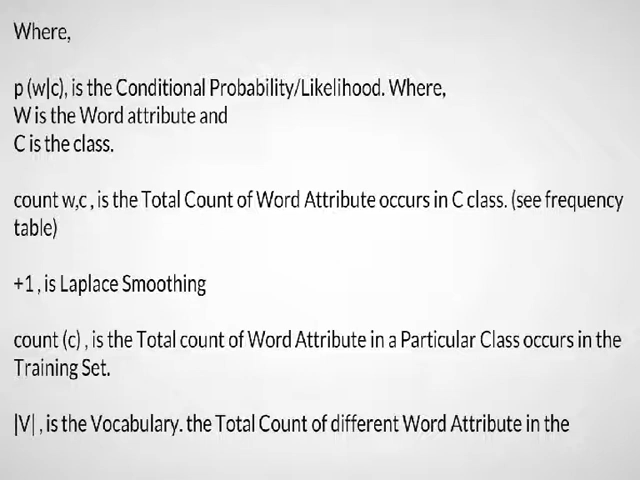 Where,
p (w|c), is the Conditional Probability/Likelihood. Where,
W is the Word attribute and
C is the class.
count w,c , is the Total Count of Word Attribute occurs in C class. (see frequency
table)
+1 , is Laplace Smoothing
count (c) , is the Total count of Word Attribute in a Particular Class occurs in the
Training Set.
|V| , is the Vocabulary. the Total Count of different Word Attribute in the